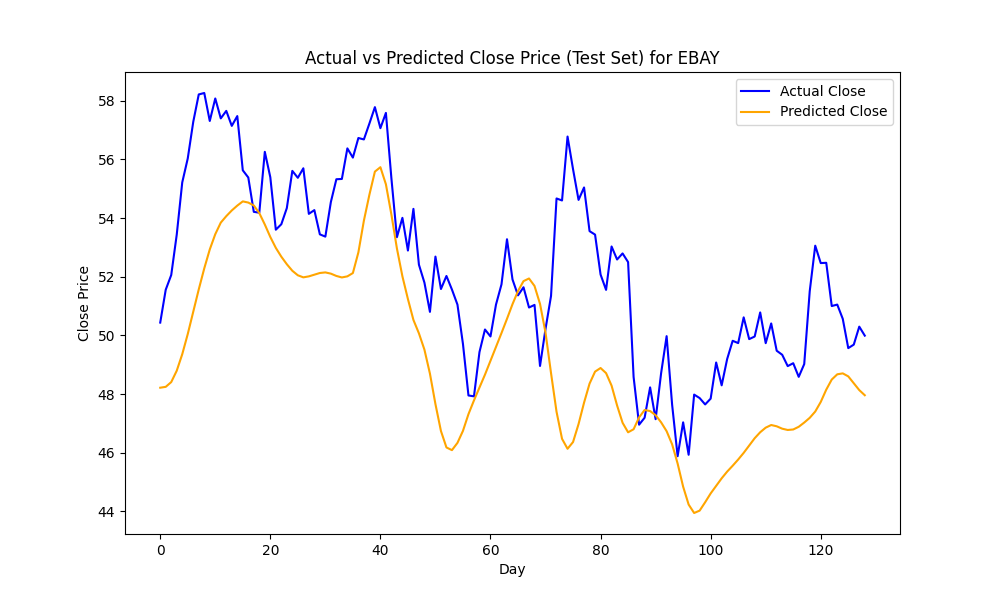 Actual vs Predicted Close Price (Test Set) for EBAY
Actual Close
Predicted Close
Close Price
58
56
54
52
50
48
46
44
0 20 40 60 80 100 120
Day